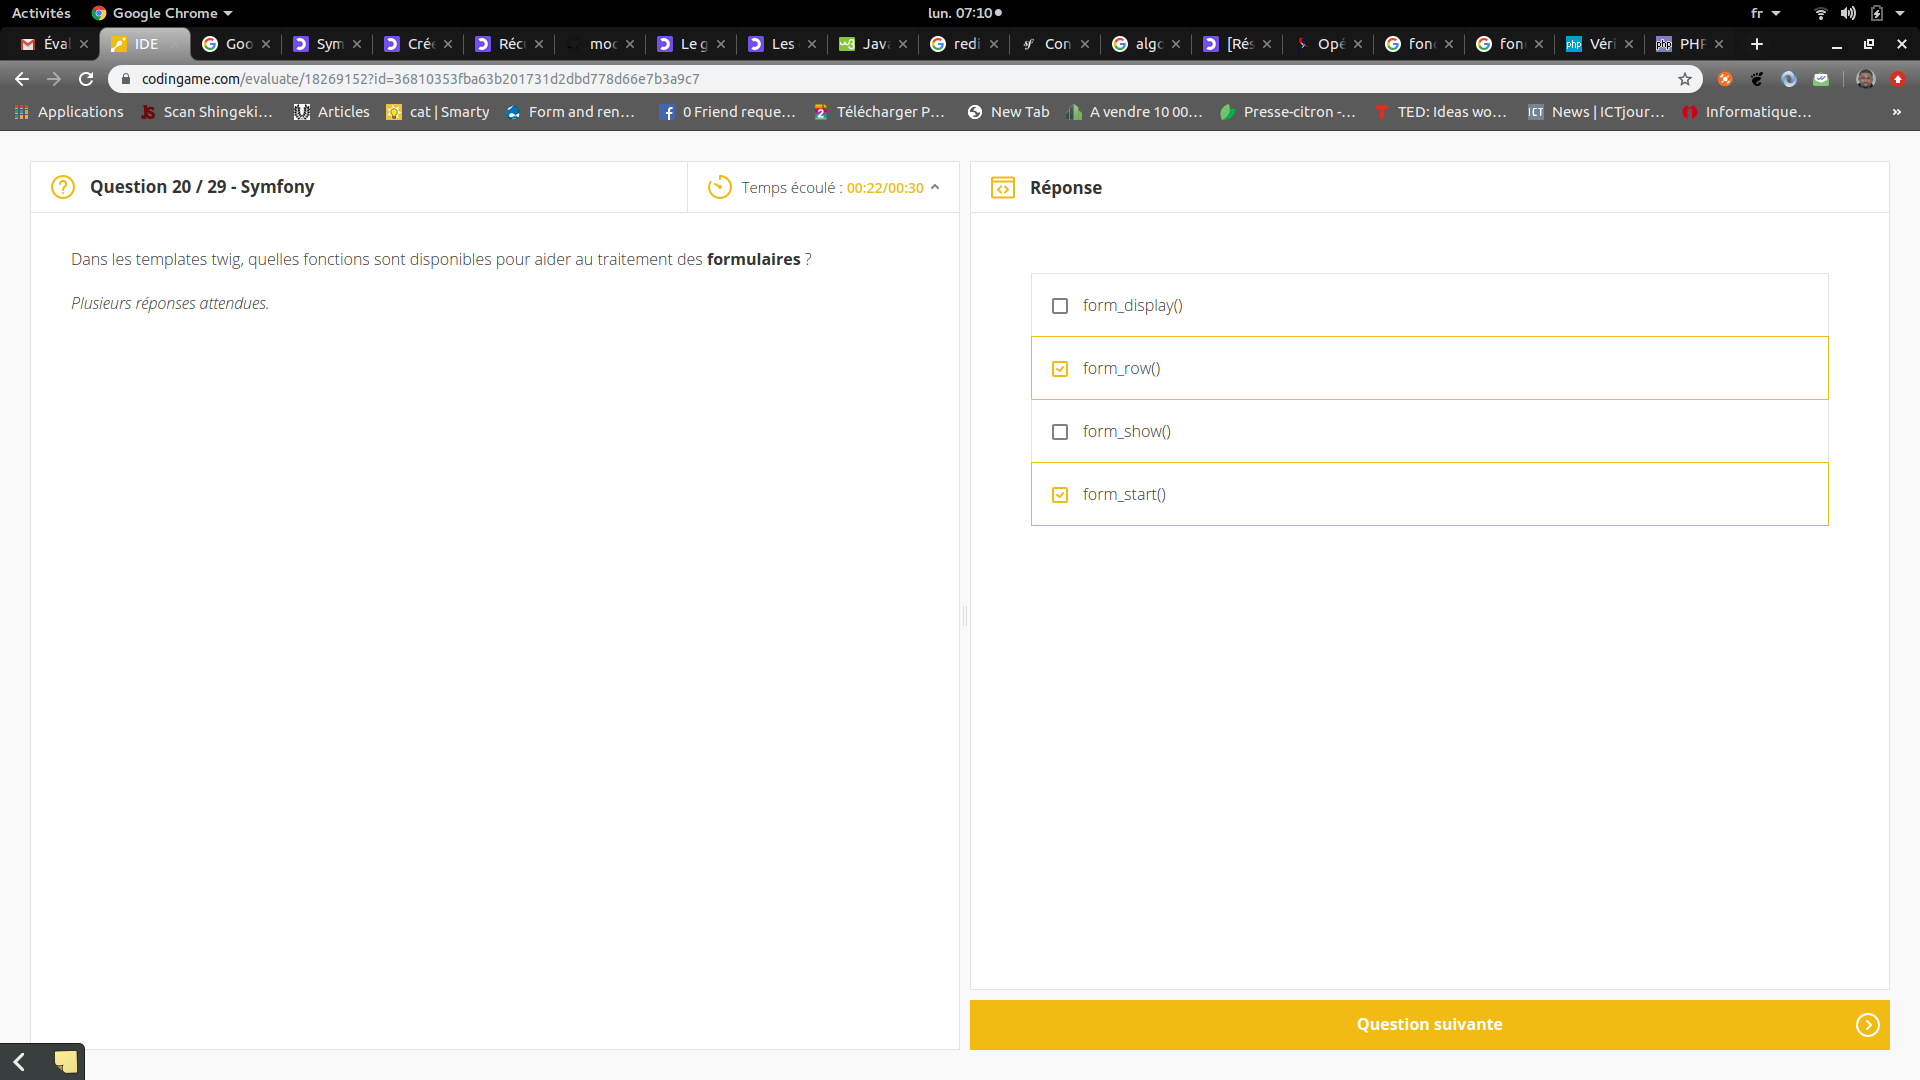 Activités Google Chrome lun. 07:10 fr
Éval IDE Goo Sym Crée Récu moc Le g Les Java redi Con algo [Rés Opé fonc fonc Véri PHP
codingame.com/evaluate/18269152?id=36810353fba63b201731d2dbd778d66e7b3a9c7
Applications Scan Shingeki... Articles cat | Smarty Form and ren... 0 Friend reque... Télécharger P... New Tab A vendre 10 00... Presse-citron -... TED: Ideas wo... News | ICTjour... Informatique... »
Question 20 / 29 - Symfony
Temps écoulé : 00:22/00:30
Réponse
Dans les templates twig, quelles fonctions sont disponibles pour aider au traitement des formulaires ?
Plusieurs réponses attendues.
form_display()
form_row()
form_show()
form_start()
Question suivante